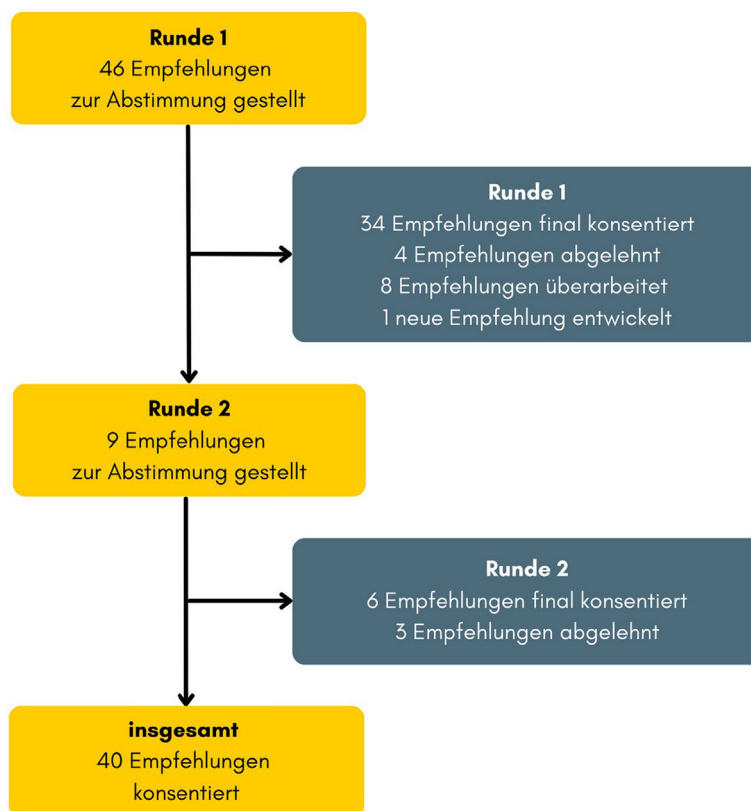 Runde 1
46 Empfehlungen
zur Abstimmung gestellt
Runde 1
34 Empfehlungen final konsentiert
4 Empfehlungen abgelehnt
8 Empfehlungen überarbeitet
1 neue Empfehlung entwickelt
Runde 2
9 Empfehlungen
zur Abstimmung gestellt
Runde 2
6 Empfehlungen final konsentiert
3 Empfehlungen abgelehnt
insgesamt
40 Empfehlungen
konsentiert